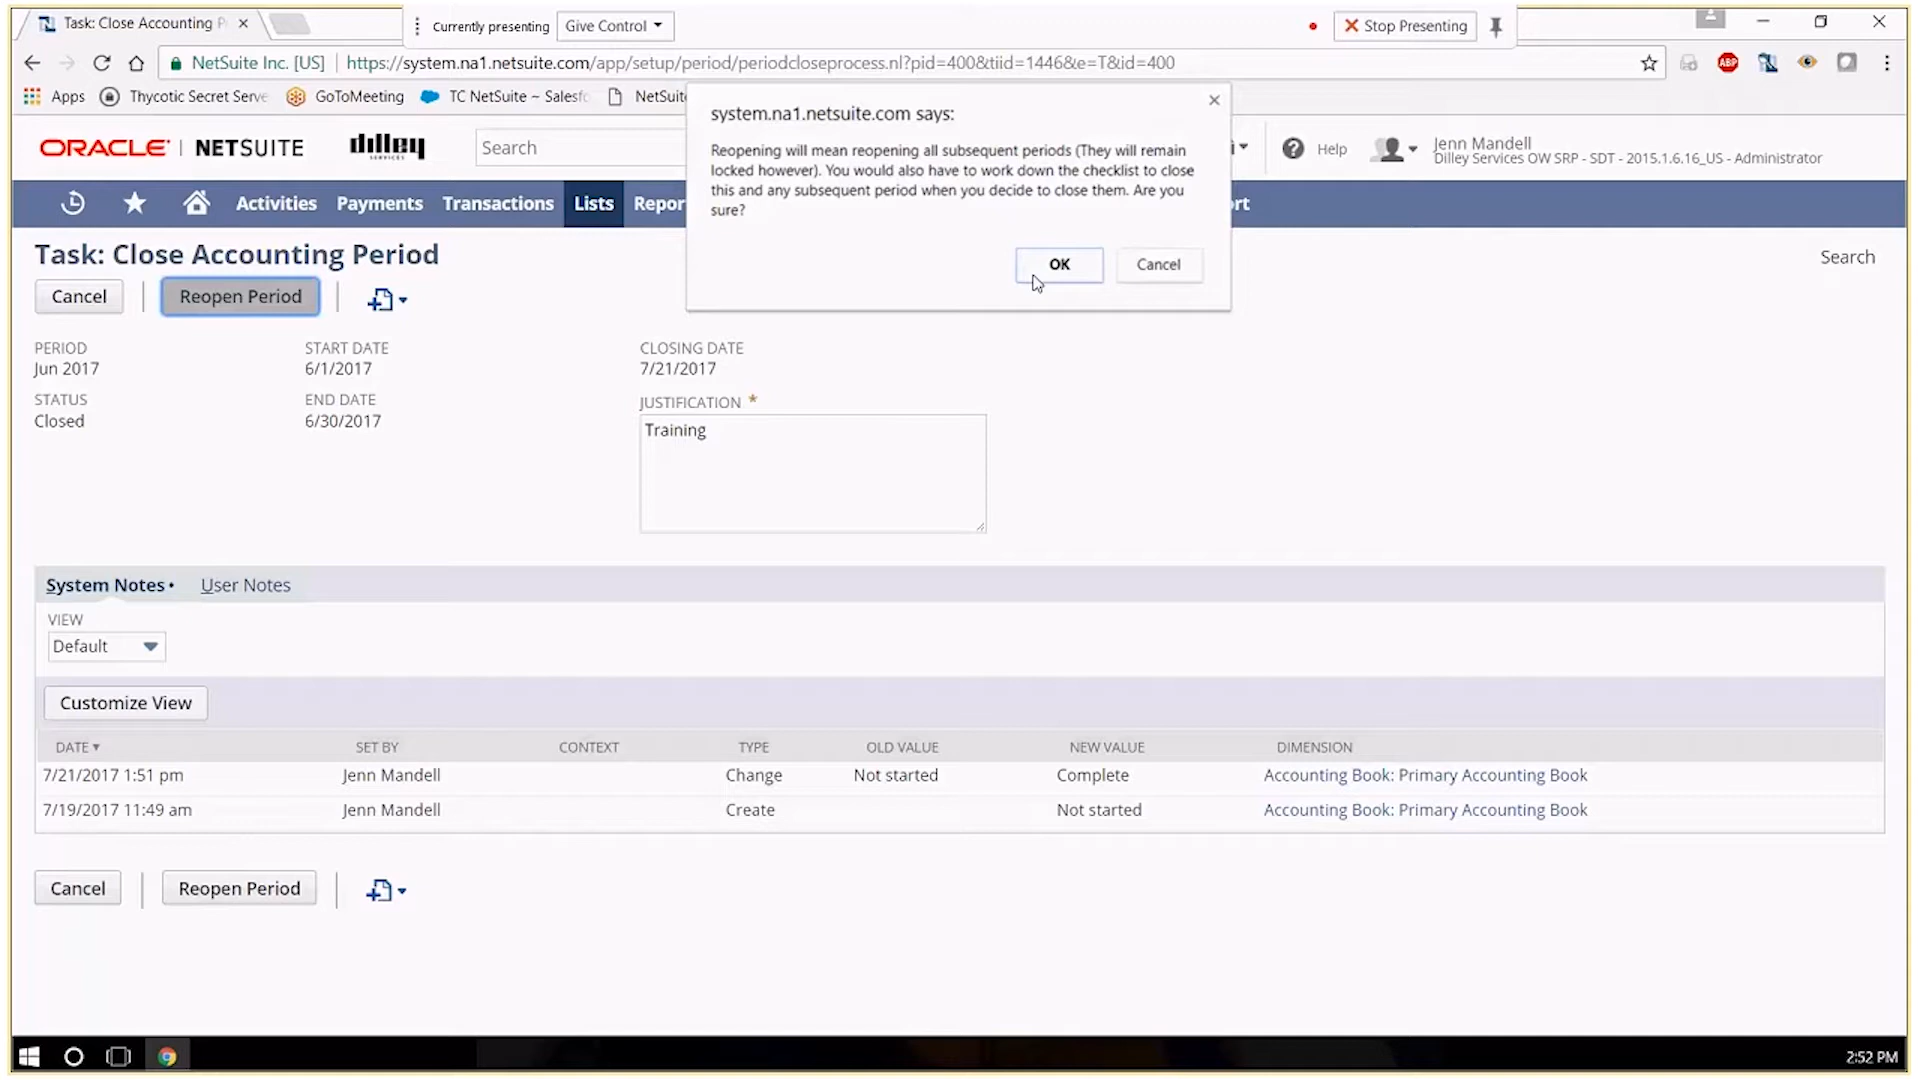 Task: Close Accounting P
Currently presenting
Give Control
Stop Presenting
NetSuite Inc. [US]
https://system.na1.netsuite.com/app/setup/period/periodcloseprocess.nl?pid=400&tiid=1446&e=T&id=400
ABP
Apps
Thycotic Secret Serve
GoToMeeting
TC NetSuite ~ Salesfo
NetSuit
system.na1.netsuite.com says:
Reopening will mean reopening all subsequent periods (They will remain
locked however). You would also have to work down the checklist to close
this and any subsequent period when you decide to close them. Are you
sure?
OK
Cancel
ORACLE | NETSUITE
dilley
SERVICES
Search
Help
Jenn Mandell
Dilley Services OW SRP - SDT - 2015.1.6.16_US - Administrator
Activities
Payments
Transactions
Lists
Repor
rt
Task: Close Accounting Period
Search
Cancel
Reopen Period
PERIOD
Jun 2017
START DATE
6/1/2017
CLOSING DATE
7/21/2017
STATUS
Closed
END DATE
6/30/2017
JUSTIFICATION *
Training
System Notes •
User Notes
VIEW
Default
Customize View
DATE ▼ SET BY CONTEXT TYPE OLD VALUE NEW VALUE DIMENSION
7/21/2017 1:51 pm Jenn Mandell Change Not started Complete Accounting Book: Primary Accounting Book
7/19/2017 11:49 am Jenn Mandell Create Not started Accounting Book: Primary Accounting Book
Cancel
Reopen Period
2:52 PM